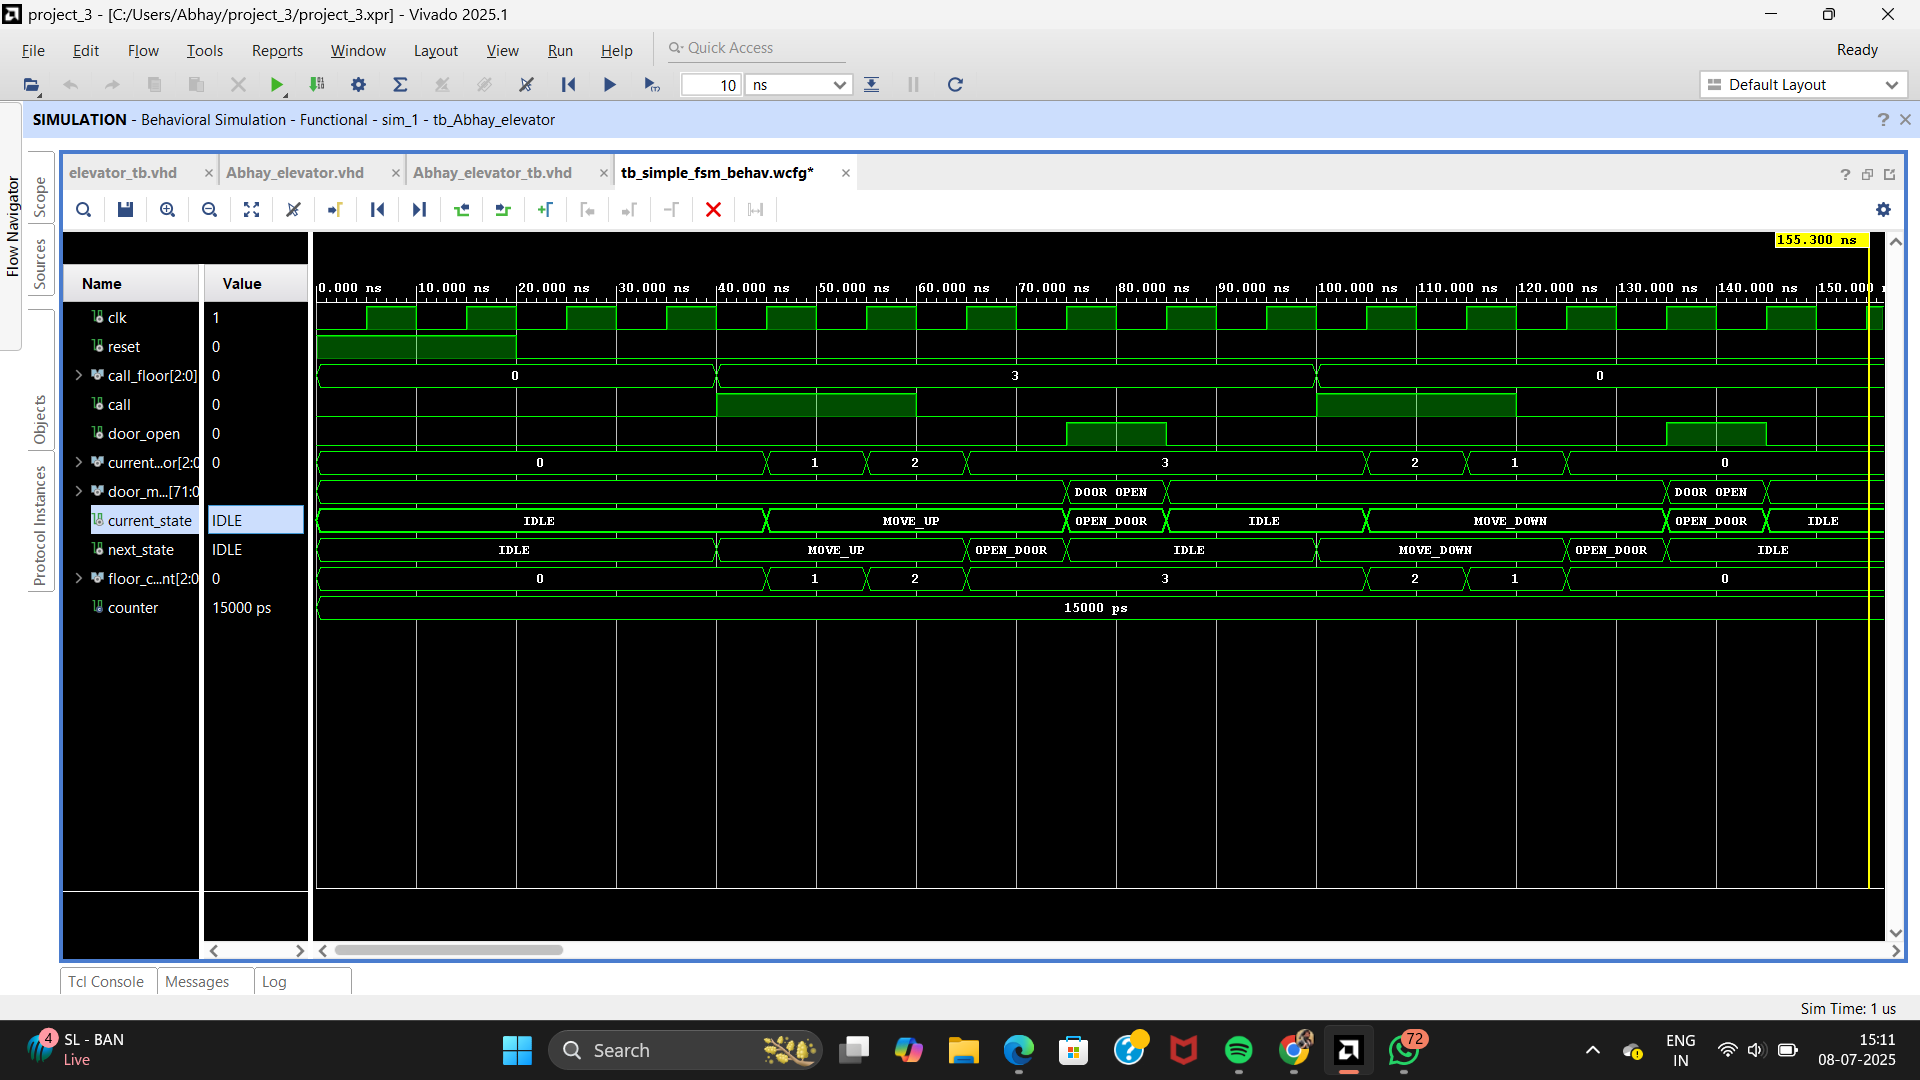 project_3 - [C:/Users/Abhay/project_3/project_3.xpr] - Vivado 2025.1
File Edit Flow Tools Reports Window Layout View Run Help Quick Access
Ready
10 ns
Default Layout
SIMULATION - Behavioral Simulation - Functional - sim_1 - tb_Abhay_elevator
Flow Navigator
Scope
Sources
Objects
Protocol Instances
elevator_tb.vhd
Abhay_elevator.vhd
Abhay_elevator_tb.vhd
tb_simple_fsm_behav.wcfg*
155.300 ns
Name Value
0.000 ns 10.000 ns 20.000 ns 30.000 ns 40.000 ns 50.000 ns 60.000 ns 70.000 ns 80.000 ns 90.000 ns 100.000 ns 110.000 ns 120.000 ns 130.000 ns 140.000 ns 150.000
clk 1
reset 0
call_floor[2:0] 0 0 3 0
call 0
door_open 0
current...or[2:0 0 0 1 2 3 2 1 0
door_m...[71:0 DOOR OPEN DOOR OPEN
current_state IDLE IDLE MOVE_UP OPEN_DOOR IDLE MOVE_DOWN OPEN_DOOR IDLE
next_state IDLE IDLE MOVE_UP OPEN_DOOR IDLE MOVE_DOWN OPEN_DOOR IDLE
floor_c...nt[2:0 0 0 1 2 3 2 1 0
counter 15000 ps 15000 ps
Tcl Console Messages Log
Sim Time: 1 us
4
SL - BAN
Live
Search
72
ENG
IN
15:11
08-07-2025